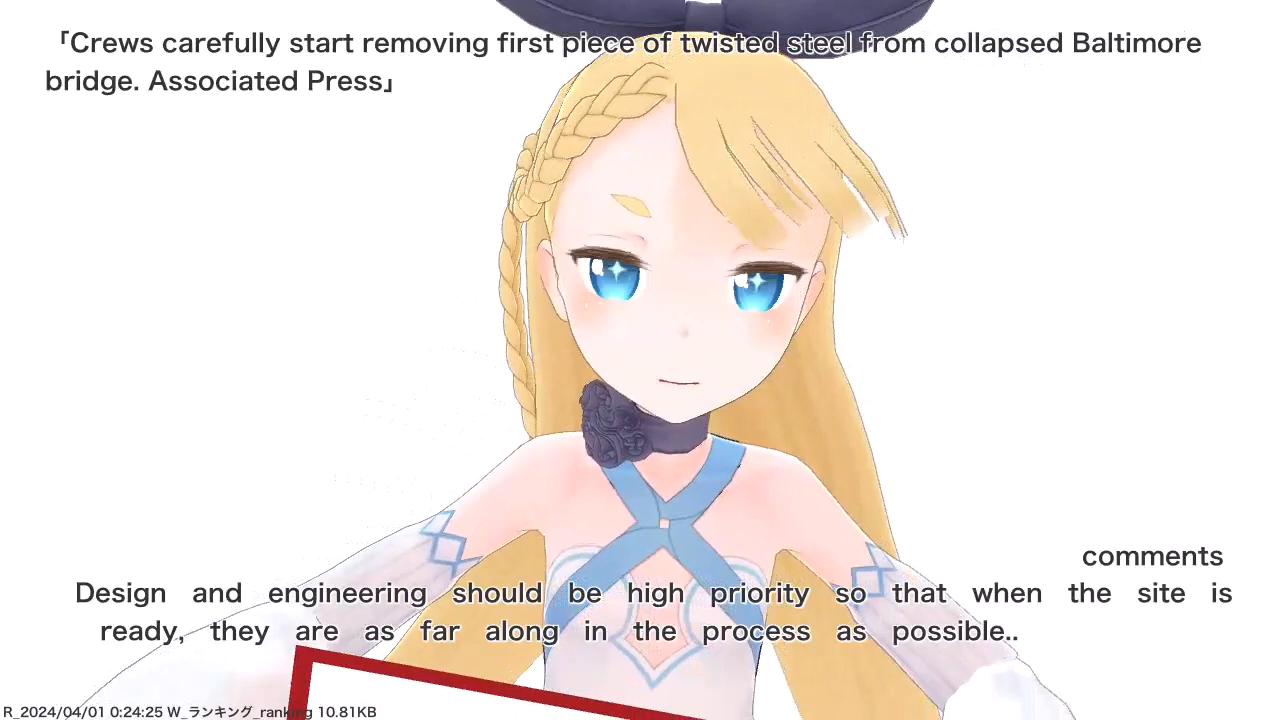 「Crews carefully start removing first piece of twisted steel from collapsed Baltimore
bridge. Associated Press」
comments
Design and engineering should be high priority so that when the site is
ready, they are as far along in the process as possible..
R_2024/04/01 0:24:25 W_ランキング_ranking 10.81KB